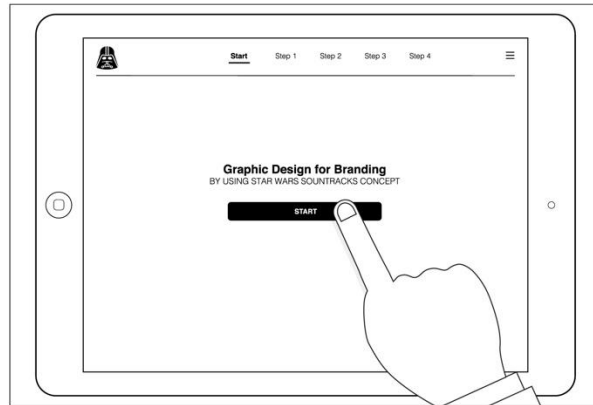 Start Step 1 Step 2 Step 3 Step 4
Graphic Design for Branding
BY USING STAR WARS SOUNTRACKS CONCEPT
START